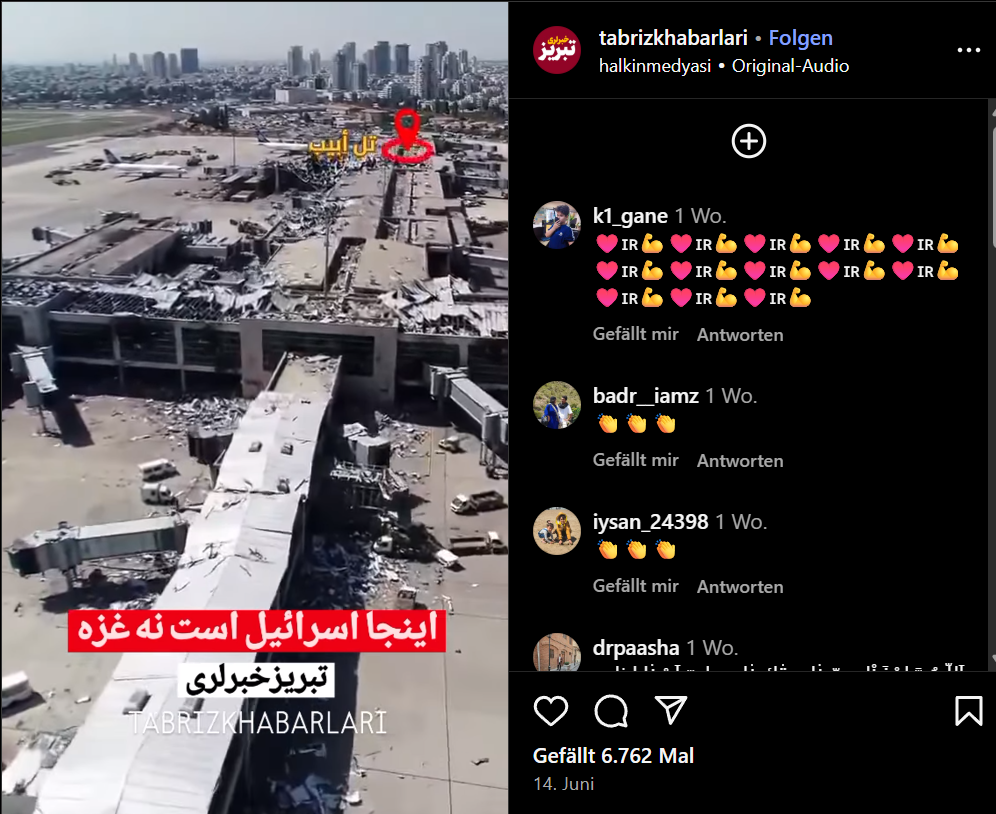 تل أبيب
اینجا اسرائیل است نه غزه
تبریزخبرلری
TABRIZKHABARLARI
خبرلری
تبریز
tabrizkhabarlari • Folgen
halkinmedyasi • Original-Audio
k1_gane 1 Wo.
❤️ IR 💪 ❤️ IR 💪 ❤️ IR 💪 ❤️ IR 💪 ❤️ IR 💪
❤️ IR 💪 ❤️ IR 💪 ❤️ IR 💪 ❤️ IR 💪 ❤️ IR 💪
❤️ IR 💪 ❤️ IR 💪 ❤️ IR 💪
Gefällt mir Antworten
badr__iamz 1 Wo.
👏 👏 👏
Gefällt mir Antworten
iysan_24398 1 Wo.
👏 👏 👏
Gefällt mir Antworten
drpaasha 1 Wo.
Gefällt 6.762 Mal
14. Juni